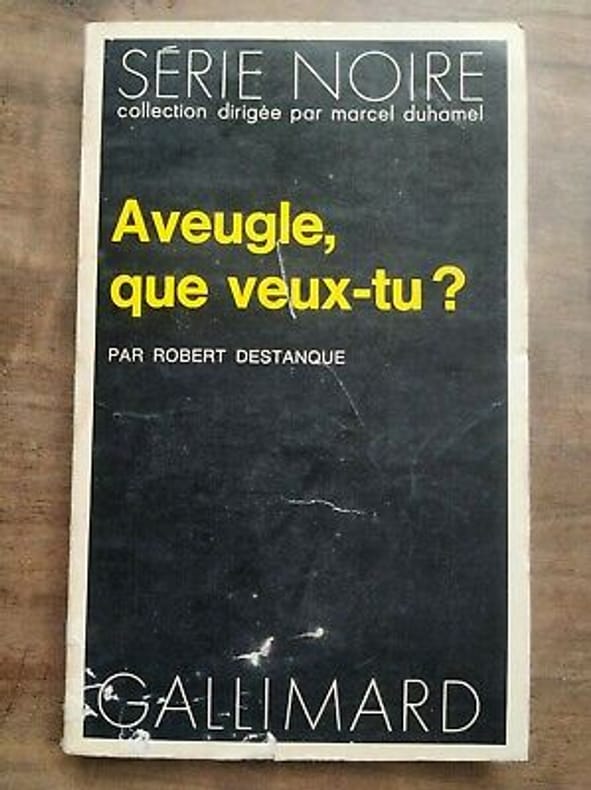 SÉRIE NOIRE
collection dirigée par marcel duhamel
Aveugle,
que veux-tu ?
PAR ROBERT DESTANQUE
GALLIMARD